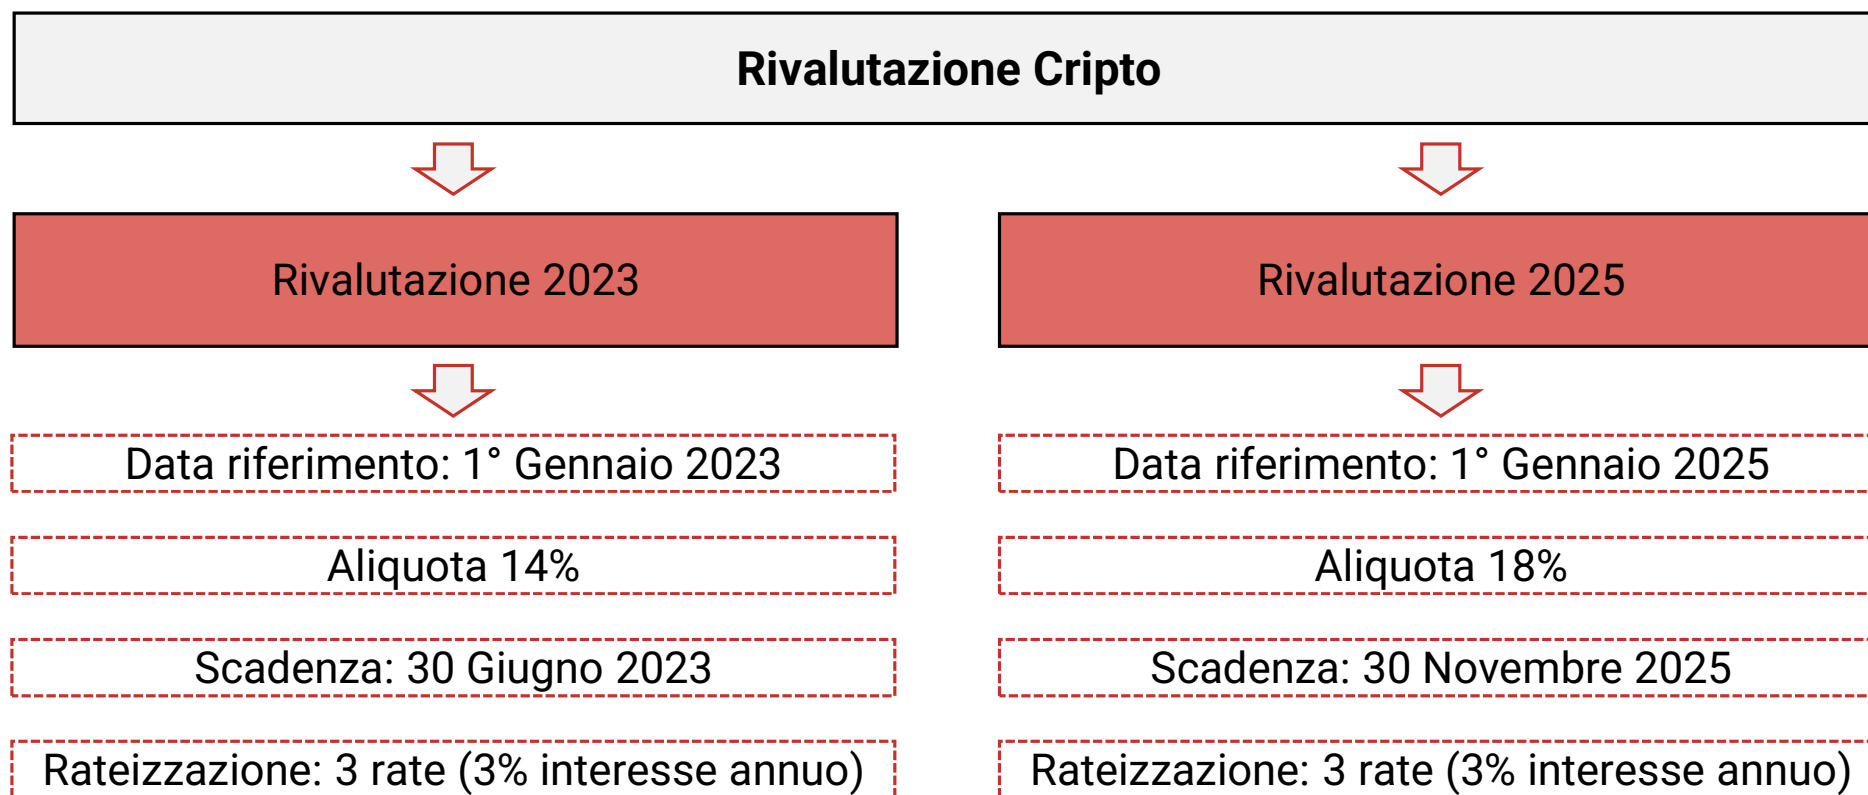 Rivalutazione Cripto
Rivalutazione 2023
Rivalutazione 2025
Data riferimento: 1° Gennaio 2023
Data riferimento: 1° Gennaio 2025
Aliquota 14%
Aliquota 18%
Scadenza: 30 Giugno 2023
Scadenza: 30 Novembre 2025
Rateizzazione: 3 rate (3% interesse annuo)
Rateizzazione: 3 rate (3% interesse annuo)